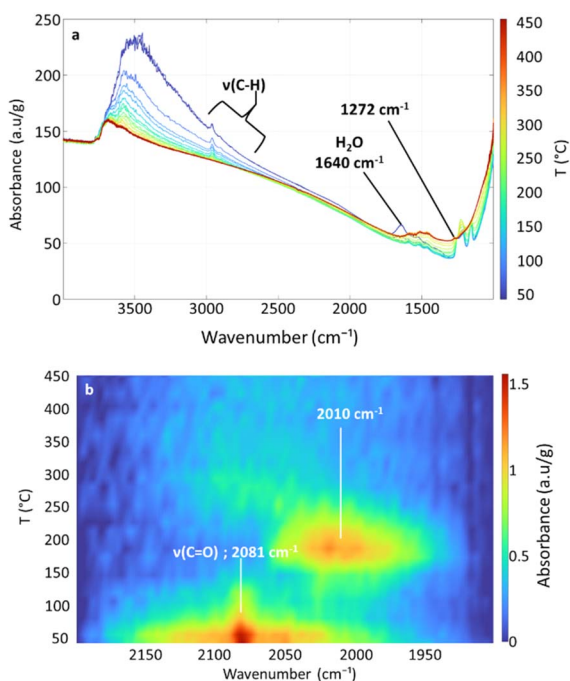 a
250
200
150
100
50
0
Absorbance (a.u/g)
ν(C-H)
1272 cm⁻¹
H₂O
1640 cm⁻¹
3500
3000
2500
2000
1500
Wavenumber (cm⁻¹)
450
400
350
300
250
200
150
100
50
T (°C)
b
450
400
350
300
250
200
150
100
50
T (°C)
2010 cm⁻¹
ν(C=O) ; 2081 cm⁻¹
2150
2100
2050
2000
1950
Wavenumber (cm⁻¹)
1.5
1
0.5
0
Absorbance (a.u/g)